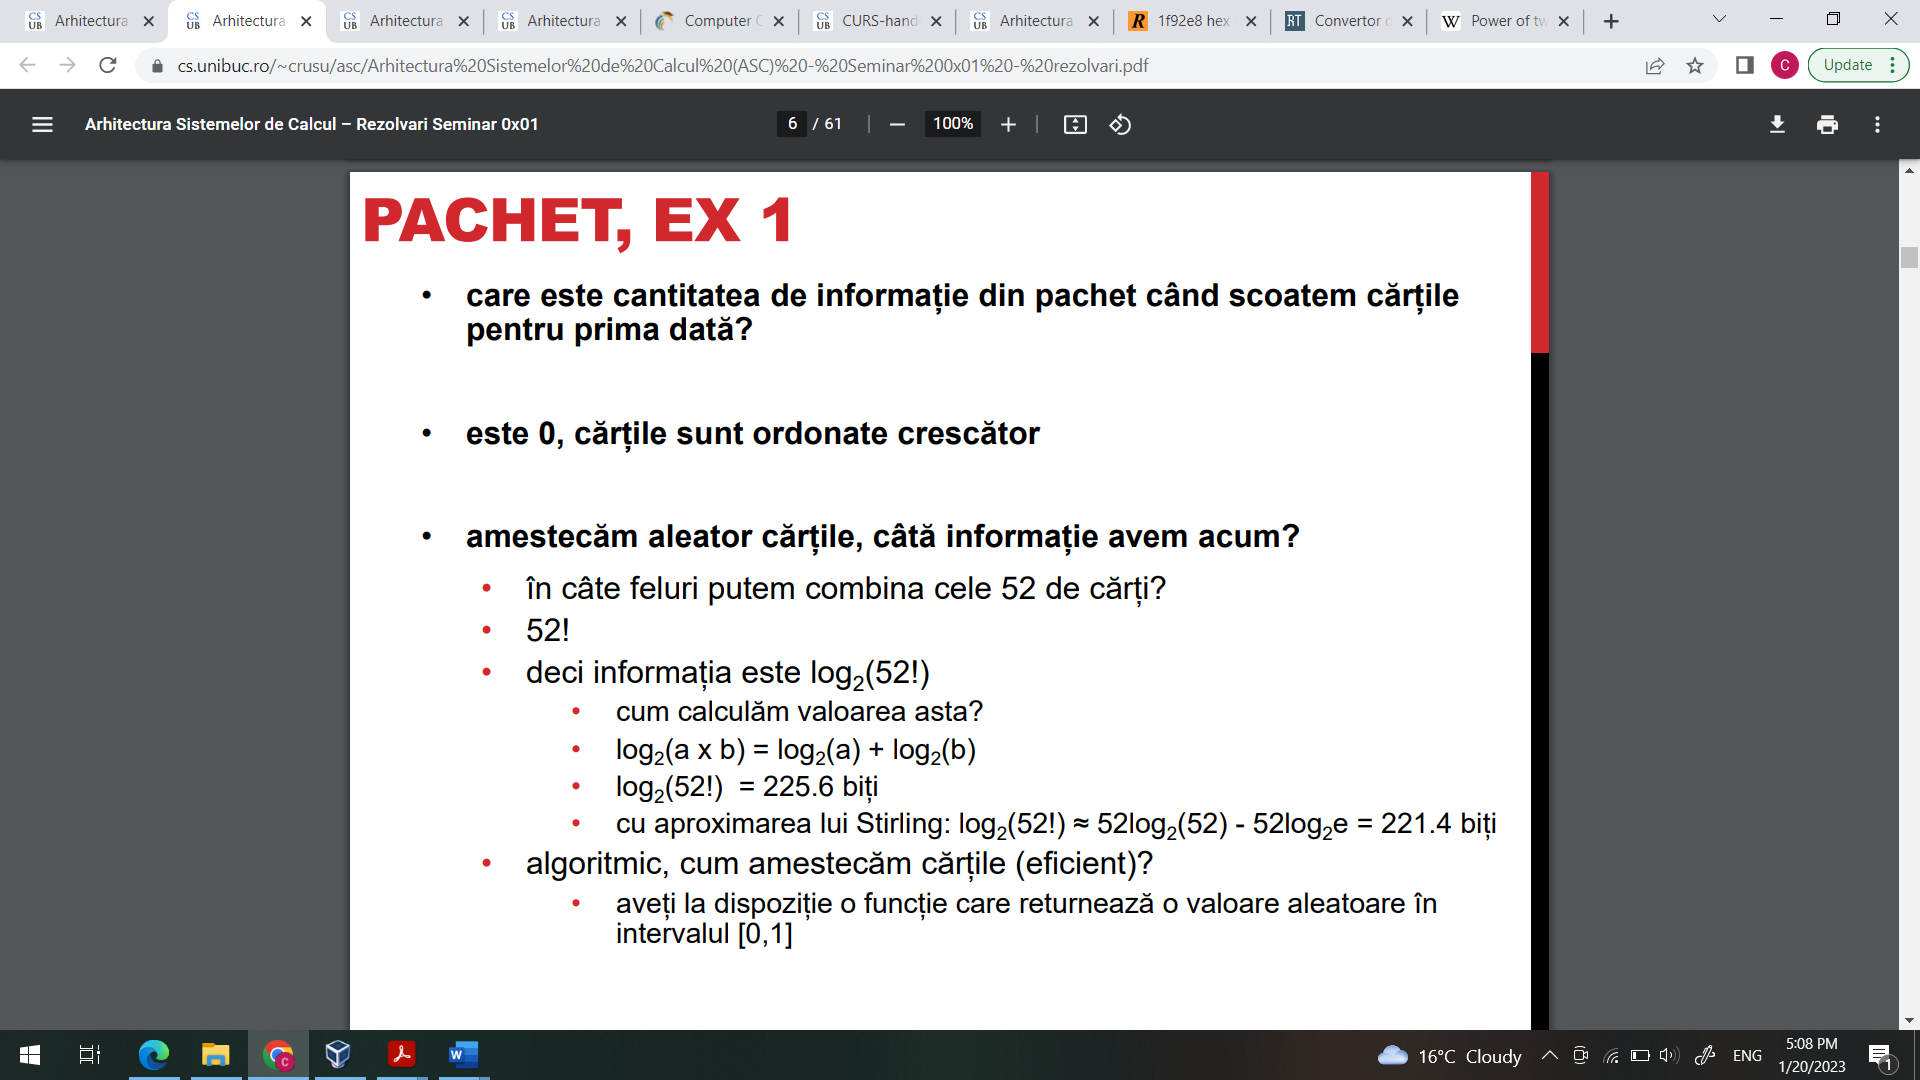 Arhitectura
Arhitectura
Arhitectura
Arhitectura
Computer
CURS-hand
Arhitectura
1f92e8 hex
Convertor
Power of tw
cs.unibuc.ro/~crusu/asc/Arhitectura%20Sistemelor%20de%20Calcul%20(ASC)%20-%20Seminar%200x01%20-%20rezolvari.pdf
C
Update
Arhitectura Sistemelor de Calcul – Rezolvari Seminar 0x01
6 / 61
100%
PACHET, EX 1
• care este cantitatea de informație din pachet când scoatem cărțile
pentru prima dată?
• este 0, cărțile sunt ordonate crescător
• amestecăm aleator cărțile, câtă informație avem acum?
• în câte feluri putem combina cele 52 de cărți?
• 52!
• deci informația este log₂(52!)
• cum calculăm valoarea asta?
• log₂(a x b) = log₂(a) + log₂(b)
• log₂(52!) = 225.6 biți
• cu aproximarea lui Stirling: log₂(52!) ≈ 52log₂(52) - 52log₂e = 221.4 biți
• algoritmic, cum amestecăm cărțile (eficient)?
• aveți la dispoziție o funcție care returnează o valoare aleatoare în
intervalul [0,1]
16°C Cloudy
ENG
5:08 PM
1/20/2023
1